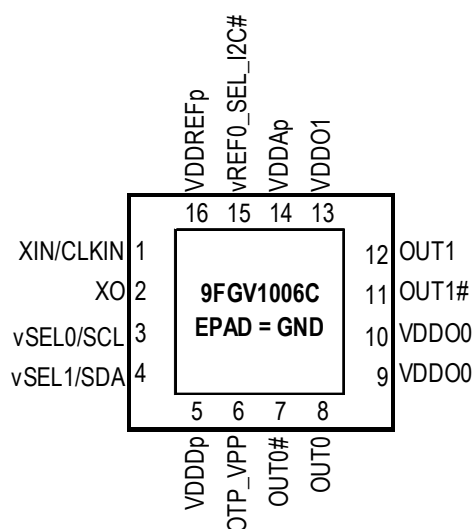 VDDREFp
vREF0_SEL_I2C#
VDDAp
VDDO1
16 15 14 13
XIN/CLKIN 1
XO 2
vSEL0/SCL 3
vSEL1/SDA 4
9FGV1006C
EPAD = GND
12 OUT1
11 OUT1#
10 VDDO0
9 VDDO0
5 6 7 8
VDDDp
OTP_VPP
OUT0#
OUT0